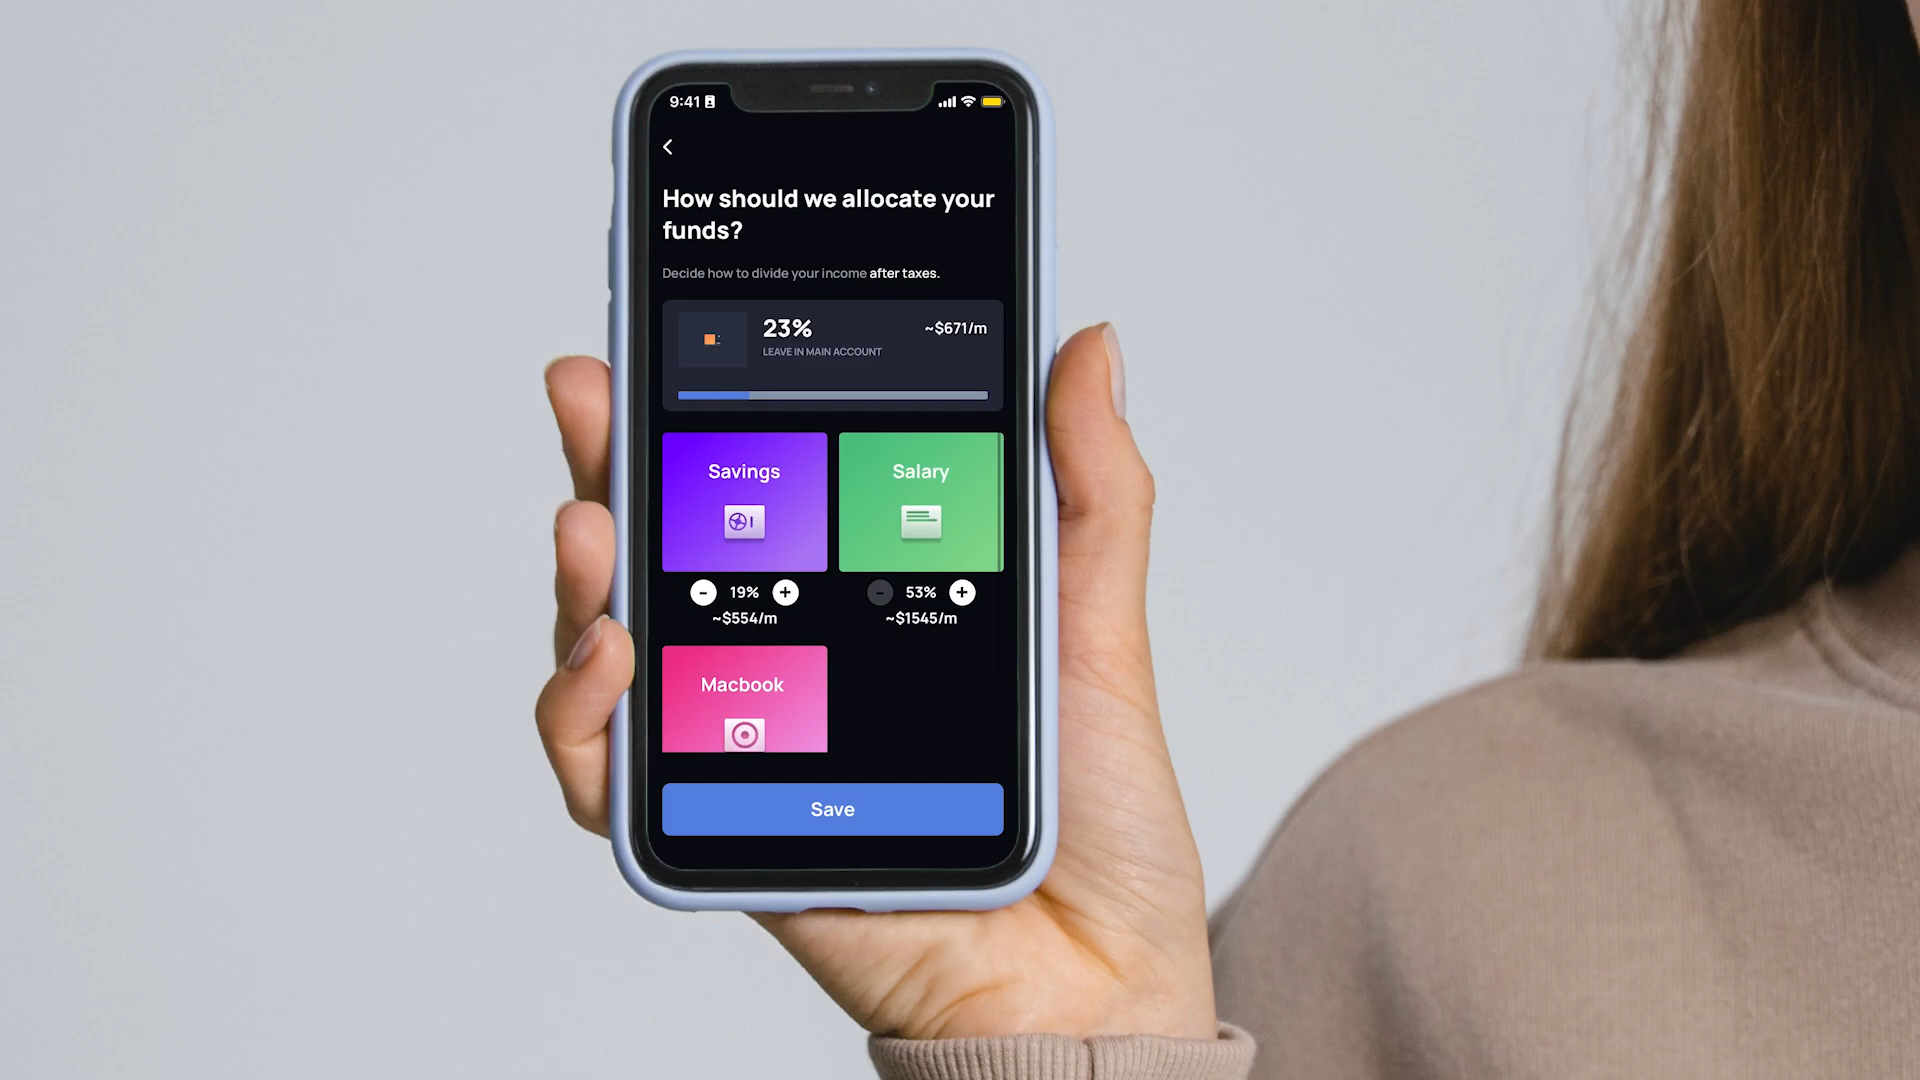 9:41
How should we allocate your
funds?
Decide how to divide your income after taxes.
23%
~$671/m
LEAVE IN MAIN ACCOUNT
Savings
Salary
- 19% +
- 53% +
~$554/m
~$1545/m
Macbook
Save